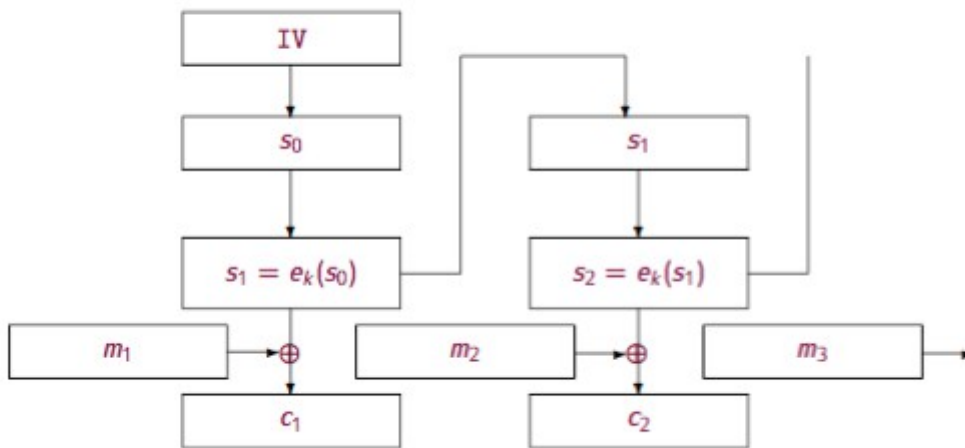 IV
s₀ s₁
s₁ = eₖ(s₀) s₂ = eₖ(s₁)
m₁ ⊕ m₂ ⊕ m₃
c₁ c₂